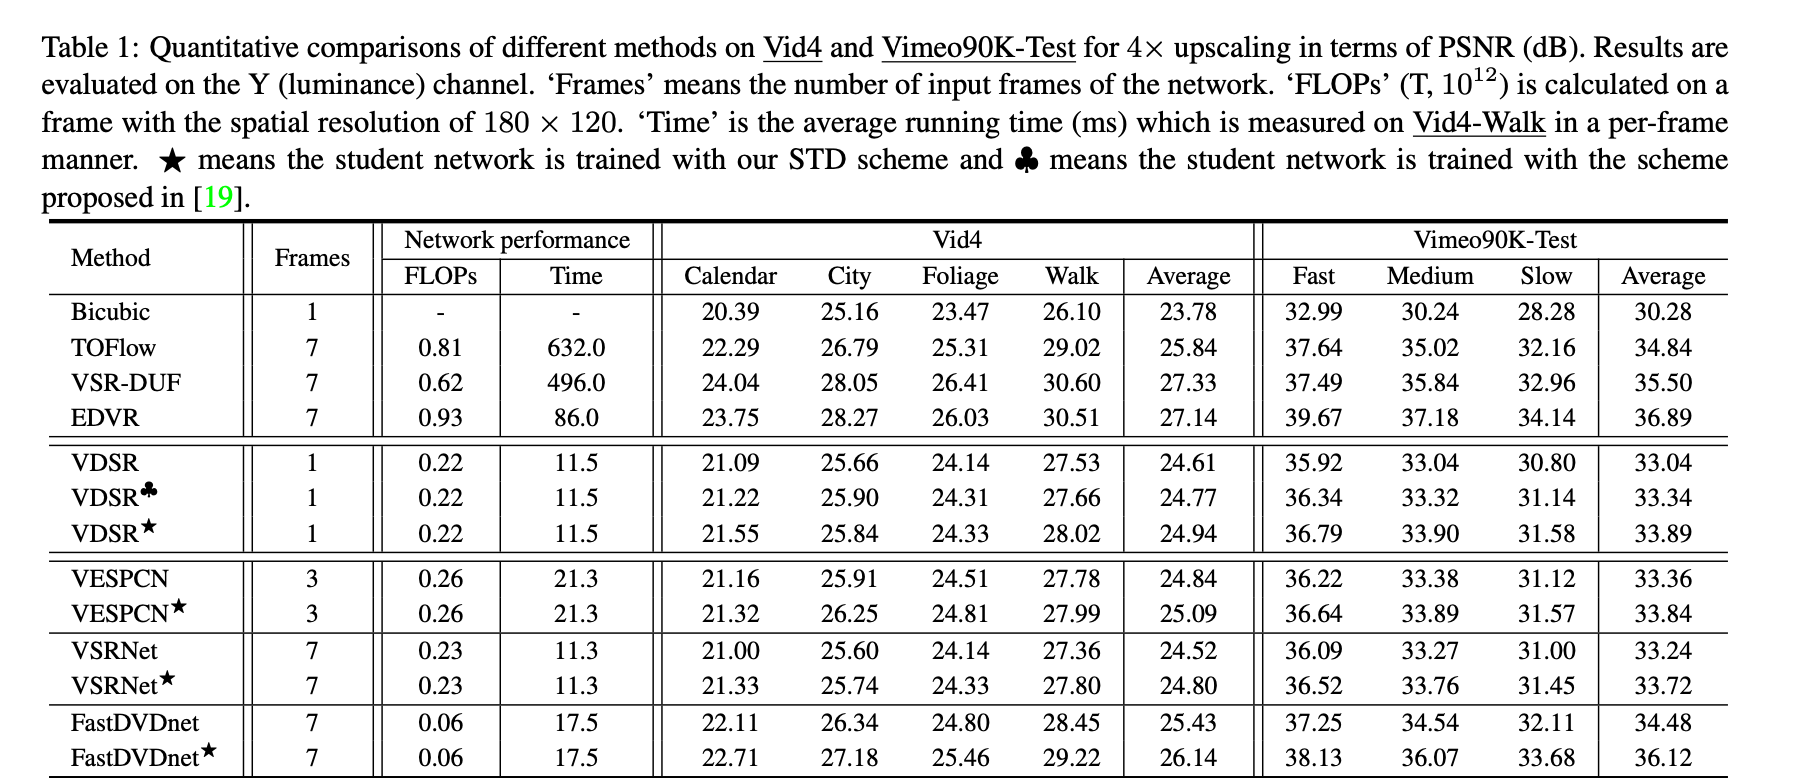 Table 1: Quantitative comparisons of different methods on Vid4 and Vimeo90K-Test for 4× upscaling in terms of PSNR (dB). Results are
evaluated on the Y (luminance) channel. ‘Frames’ means the number of input frames of the network. ‘FLOPs’ (T, 10¹²) is calculated on a
frame with the spatial resolution of 180 × 120. ‘Time’ is the average running time (ms) which is measured on Vid4-Walk in a per-frame
manner. ★ means the student network is trained with our STD scheme and ♣ means the student network is trained with the scheme
proposed in [19].
Method Frames Network performance Vid4 Vimeo90K-Test
FLOPs Time Calendar City Foliage Walk Average Fast Medium Slow Average
Bicubic 1 - - 20.39 25.16 23.47 26.10 23.78 32.99 30.24 28.28 30.28
TOFlow 7 0.81 632.0 22.29 26.79 25.31 29.02 25.84 37.64 35.02 32.16 34.84
VSR-DUF 7 0.62 496.0 24.04 28.05 26.41 30.60 27.33 37.49 35.84 32.96 35.50
EDVR 7 0.93 86.0 23.75 28.27 26.03 30.51 27.14 39.67 37.18 34.14 36.89
VDSR 1 0.22 11.5 21.09 25.66 24.14 27.53 24.61 35.92 33.04 30.80 33.04
VDSR♣ 1 0.22 11.5 21.22 25.90 24.31 27.66 24.77 36.34 33.32 31.14 33.34
VDSR★ 1 0.22 11.5 21.55 25.84 24.33 28.02 24.94 36.79 33.90 31.58 33.89
VESPCN 3 0.26 21.3 21.16 25.91 24.51 27.78 24.84 36.22 33.38 31.12 33.36
VESPCN★ 3 0.26 21.3 21.32 26.25 24.81 27.99 25.09 36.64 33.89 31.57 33.84
VSRNet 7 0.23 11.3 21.00 25.60 24.14 27.36 24.52 36.09 33.27 31.00 33.24
VSRNet★ 7 0.23 11.3 21.33 25.74 24.33 27.80 24.80 36.52 33.76 31.45 33.72
FastDVDnet 7 0.06 17.5 22.11 26.34 24.80 28.45 25.43 37.25 34.54 32.11 34.48
FastDVDnet★ 7 0.06 17.5 22.71 27.18 25.46 29.22 26.14 38.13 36.07 33.68 36.12